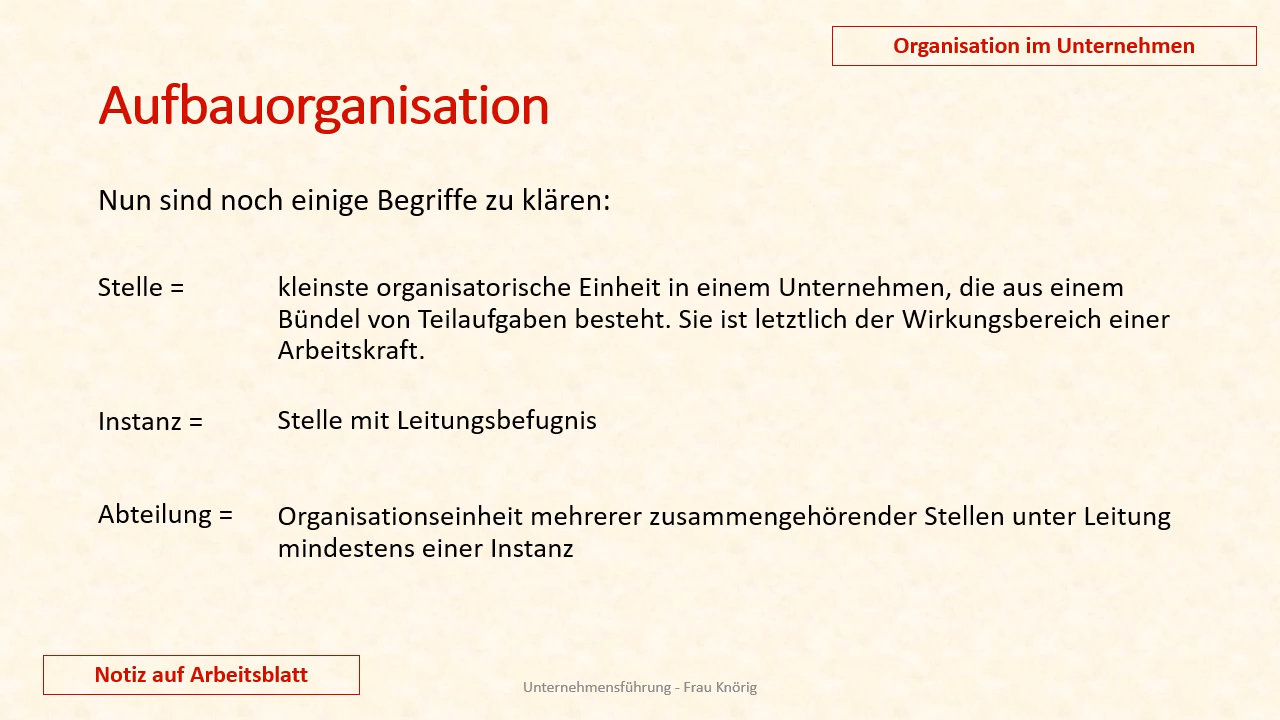 Organisation im Unternehmen
Aufbauorganisation
Nun sind noch einige Begriffe zu klären:
Stelle = kleinste organisatorische Einheit in einem Unternehmen, die aus einem
Bündel von Teilaufgaben besteht. Sie ist letztlich der Wirkungsbereich einer
Arbeitskraft.
Instanz = Stelle mit Leitungsbefugnis
Abteilung = Organisationseinheit mehrerer zusammengehörender Stellen unter Leitung
mindestens einer Instanz
Notiz auf Arbeitsblatt
Unternehmensführung - Frau Knörig